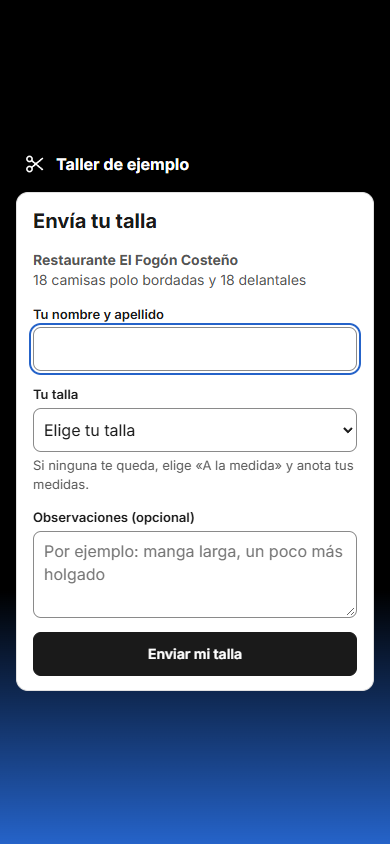 Taller de ejemplo
Envía tu talla
Restaurante El Fogón Costeño
18 camisas polo bordadas y 18 delantales
Tu nombre y apellido
Tu talla
Elige tu talla
Si ninguna te queda, elige «A la medida» y anota tus
medidas.
Observaciones (opcional)
Por ejemplo: manga larga, un poco más
holgado
Enviar mi talla